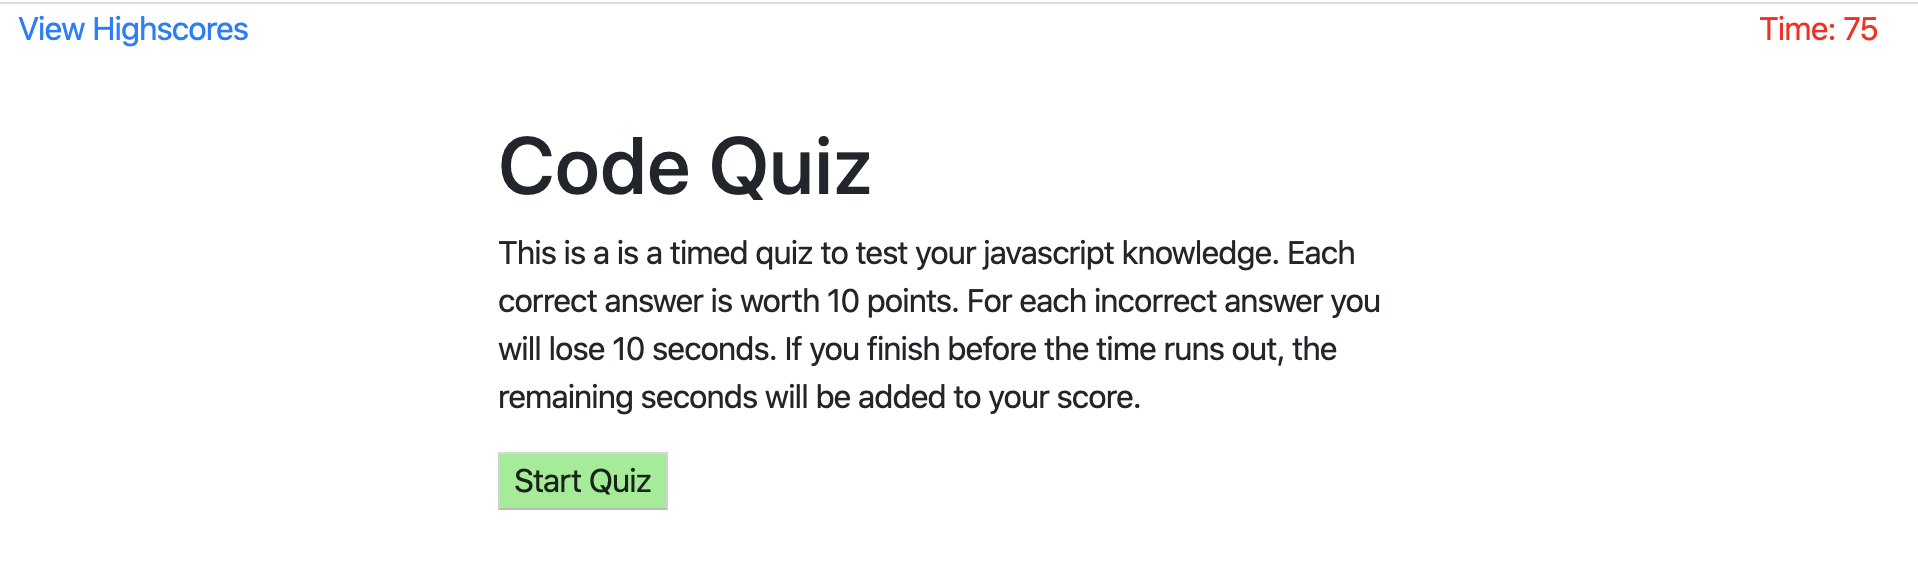 View Highscores
Time: 75
Code Quiz
This is a is a timed quiz to test your javascript knowledge. Each
correct answer is worth 10 points. For each incorrect answer you
will lose 10 seconds. If you finish before the time runs out, the
remaining seconds will be added to your score.
Start Quiz